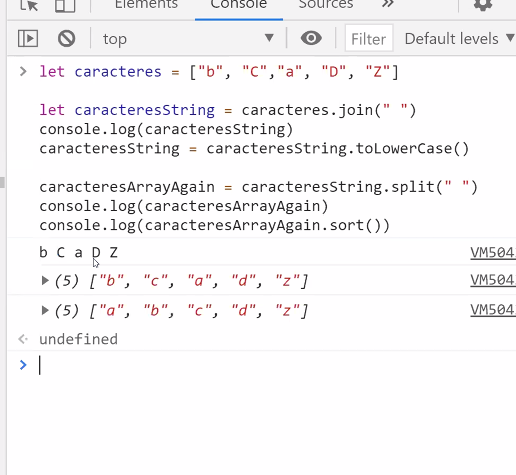 Elements Console Sources »
top Filter Default levels
> let caracteres = ["b", "C","a", "D", "Z"]
let caracteresString = caracteres.join(" ")
console.log(caracteresString)
caracteresString = caracteresString.toLowerCase()
caracteresArrayAgain = caracteresString.split(" ")
console.log(caracteresArrayAgain)
console.log(caracteresArrayAgain.sort())
b C a D Z VM504
(5) ["b", "c", "a", "d", "z"] VM504
(5) ["a", "b", "c", "d", "z"] VM504
undefined
>